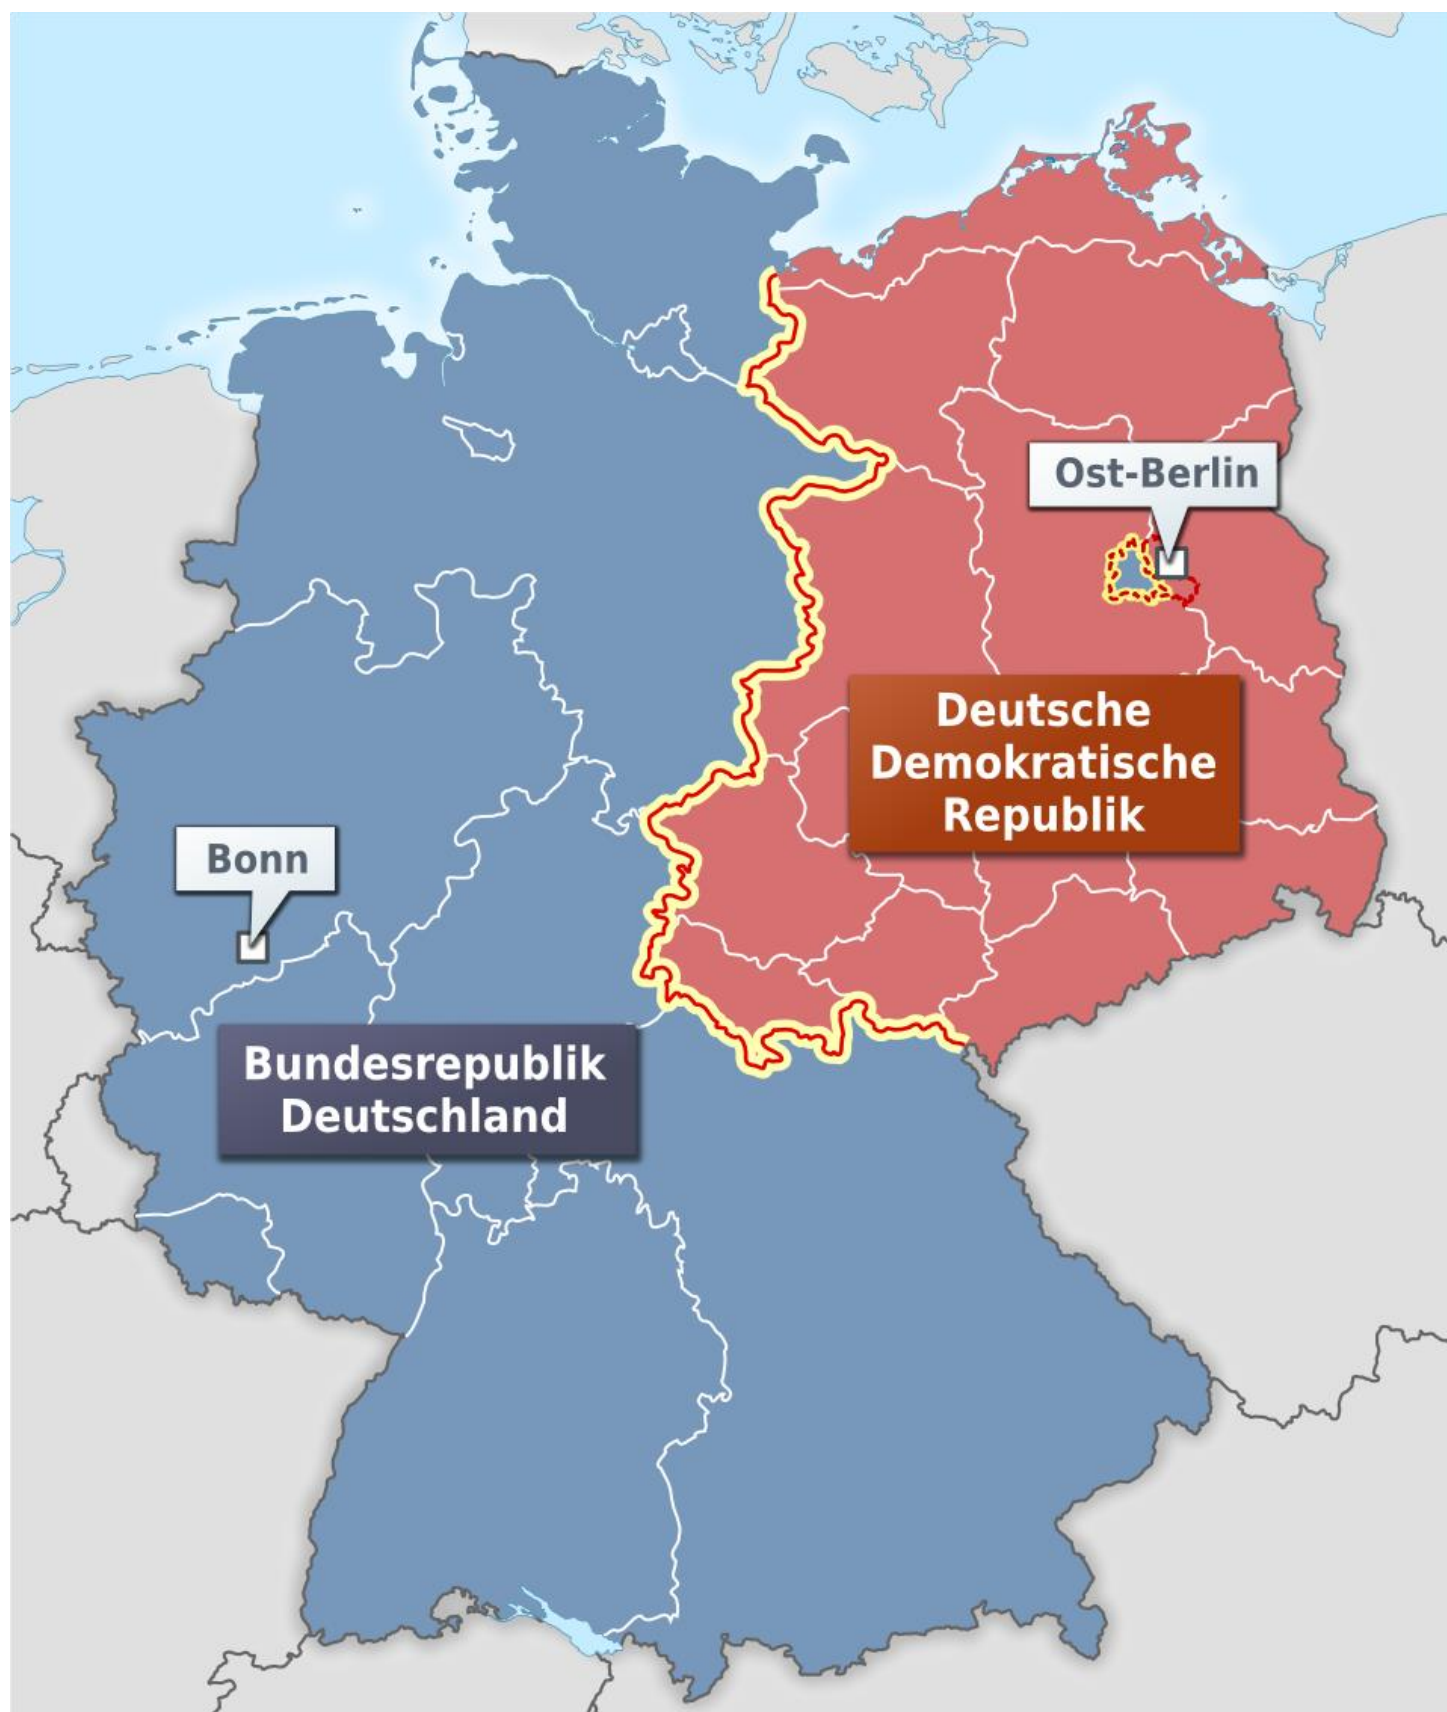 Ost-Berlin
Deutsche
Demokratische
Republik
Bonn
Bundesrepublik
Deutschland